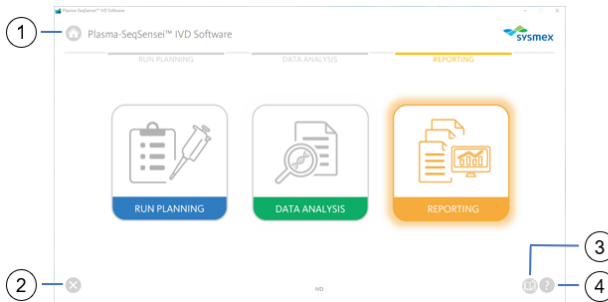 Plasma-SeqSensei™ IVD Software
1
Plasma-SeqSensei™ IVD Software
sysmex
RUN PLANNING
DATA ANALYSIS
REPORTING
RUN PLANNING
DATA ANALYSIS
REPORTING
3
2
IVD
?
4